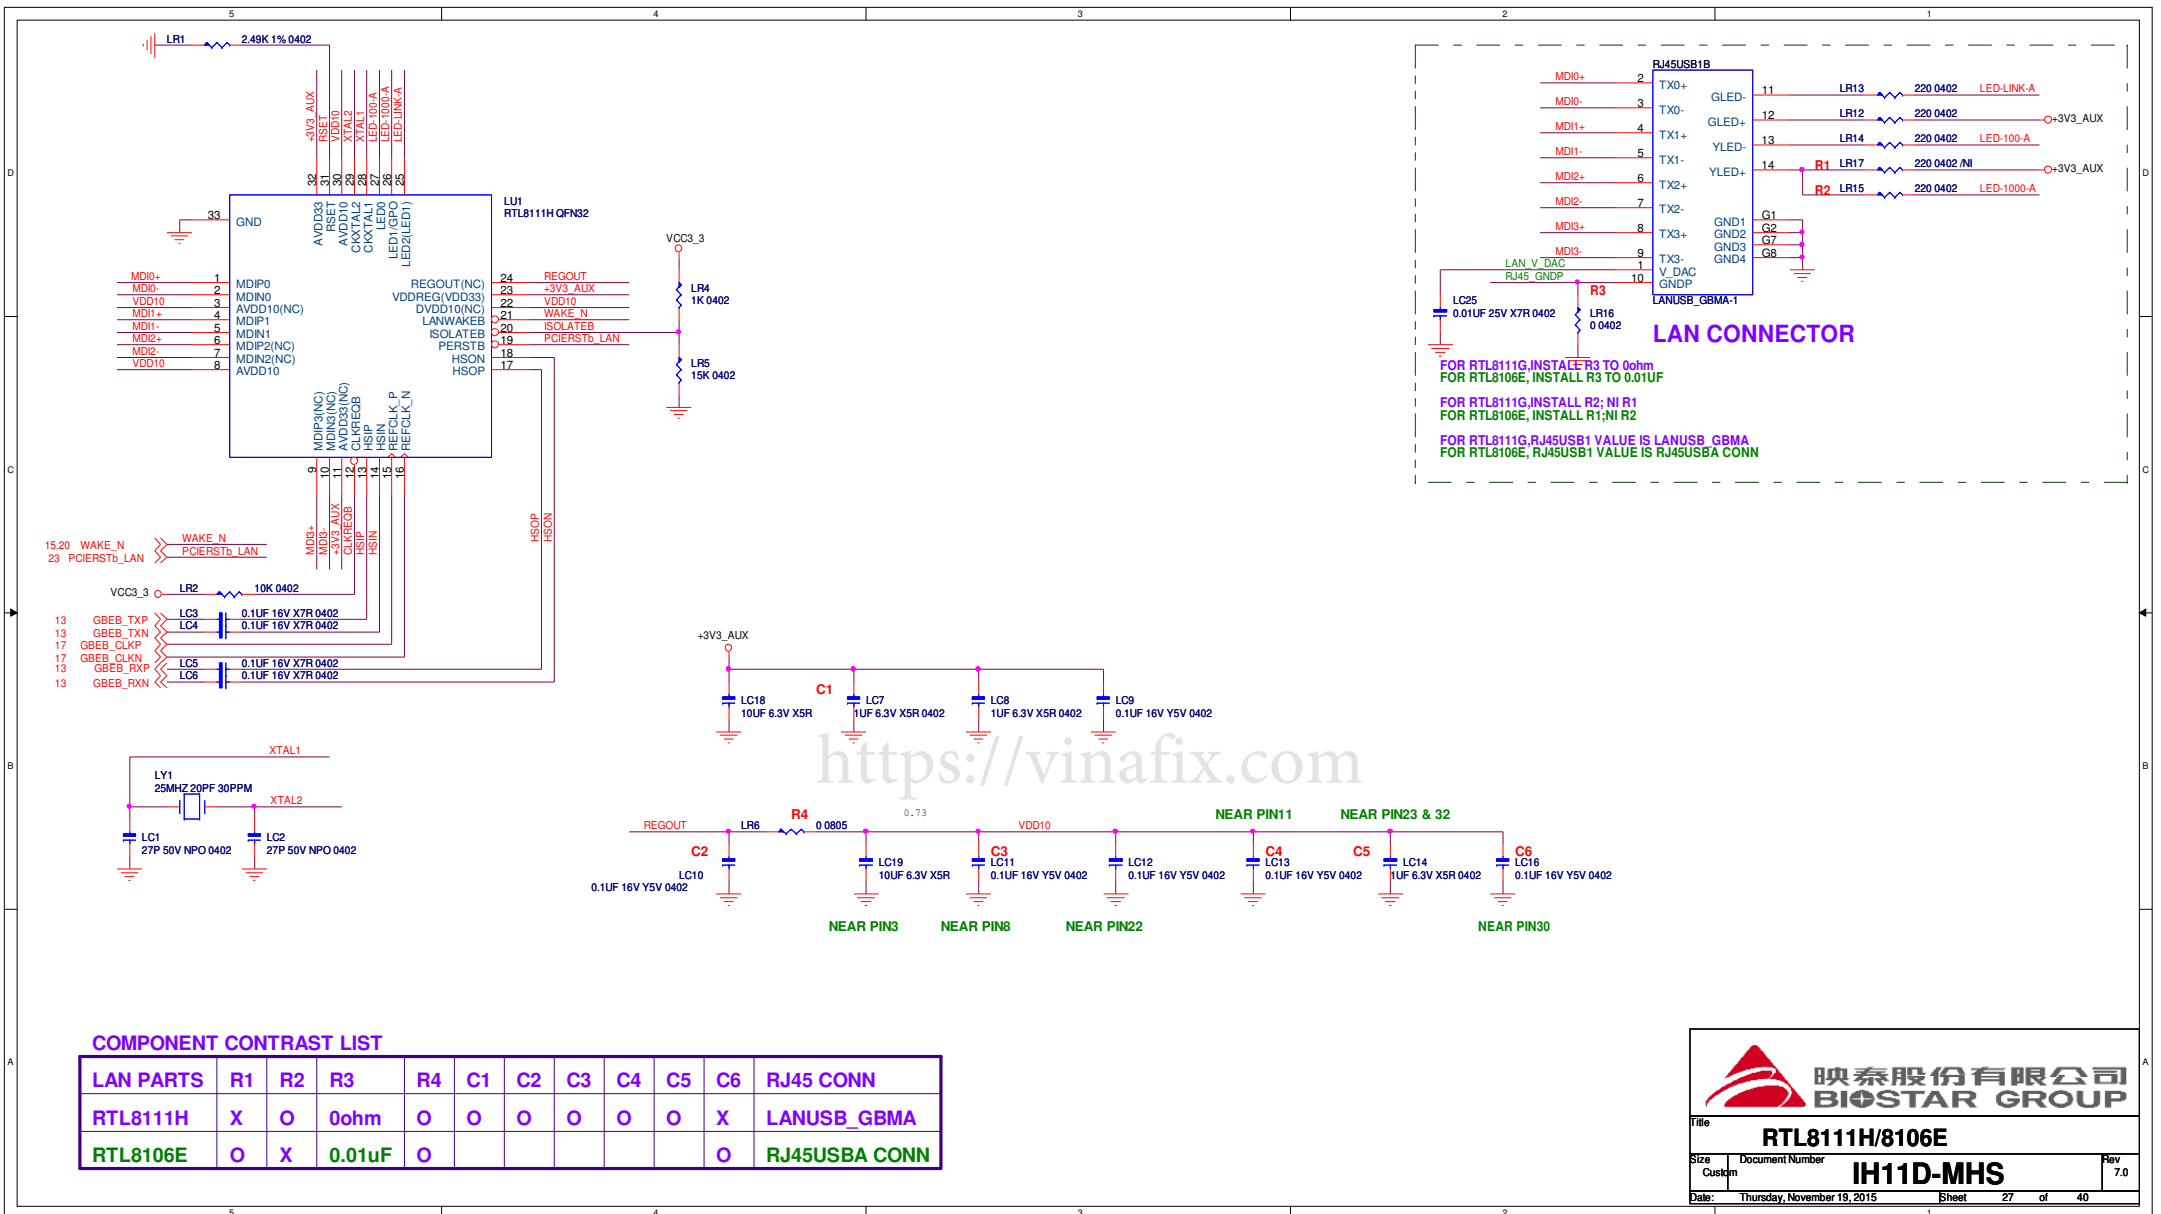 5 4 3 2 1
LR1 2.49K 1% 0402
+3V3_AUX
RSET
VDD10
XTAL2
XTAL1
LED-100-A
LED-1000-A
LED-LINK-A
32 31 30 29 28 27 26 25
AVDD33
RSET
AVDD10
CKXTAL2
CKXTAL1
LED0
LED1/GPO
LED2(LED1)
LU1
RTL8111H QFN32
33 GND
MDI0+ 1 MDIP0
MDI0- 2 MDIN0
VDD10 3 AVDD10(NC)
MDI1+ 4 MDIP1
MDI1- 5 MDIN1
MDI2+ 6 MDIP2(NC)
MDI2- 7 MDIN2(NC)
VDD10 8 AVDD10
REGOUT(NC) 24 REGOUT
VDDREG(VDD33) 23 +3V3_AUX
DVDD10(NC) 22 VDD10
LANWAKEB 21 WAKE_N
ISOLATEB 20 ISOLATEB
PERSTB 19 PCIERSTb_LAN
HSON 18
HSOP 17
MDIP3(NC)
MDIN3(NC)
AVDD33(NC)
CLKREQB
HSIP
HSIN
REFCLK_P
REFCLK_N
9 10 11 12 13 14 15 16
MDI3+
MDI3-
+3V3_AUX
CLKREQB
HSIP
HSIN
HSOP
HSON
VCC3_3
LR4
1K 0402
LR5
15K 0402
15,20 WAKE_N WAKE_N
23 PCIERSTb_LAN PCIERSTb_LAN
VCC3_3 LR2 10K 0402
13 GBEB_TXP LC3 0.1UF 16V X7R 0402
13 GBEB_TXN LC4 0.1UF 16V X7R 0402
17 GBEB_CLKP
17 GBEB_CLKN
13 GBEB_RXP LC5 0.1UF 16V X7R 0402
13 GBEB_RXN LC6 0.1UF 16V X7R 0402
RJ45USB1B
MDI0+ 2 TX0+
MDI0- 3 TX0-
MDI1+ 4 TX1+
MDI1- 5 TX1-
MDI2+ 6 TX2+
MDI2- 7 TX2-
MDI3+ 8 TX3+
MDI3- 9 TX3-
LAN_V_DAC 1 V_DAC
RJ45_GNDP 10 GNDP
GLED- 11 LR13 220 0402 LED-LINK-A
GLED+ 12 LR12 220 0402 +3V3_AUX
YLED- 13 LR14 220 0402 LED-100-A
YLED+ 14 R1 LR17 220 0402 /NI +3V3_AUX
R2 LR15 220 0402 LED-1000-A
GND1 G1
GND2 G2
GND3 G7
GND4 G8
LANUSB_GBMA-1
LC25
0.01UF 25V X7R 0402
R3
LR16
0 0402
LAN CONNECTOR
FOR RTL8111G,INSTALL R3 TO 0ohm
FOR RTL8106E, INSTALL R3 TO 0.01UF
FOR RTL8111G,INSTALL R2; NI R1
FOR RTL8106E, INSTALL R1;NI R2
FOR RTL8111G,RJ45USB1 VALUE IS LANUSB_GBMA
FOR RTL8106E, RJ45USB1 VALUE IS RJ45USBA CONN
+3V3_AUX
LC18
10UF 6.3V X5R
C1
LC7
1UF 6.3V X5R 0402
LC8
1UF 6.3V X5R 0402
LC9
0.1UF 16V Y5V 0402
https://vinafix.com
XTAL1
LY1
25MHZ 20PF 30PPM
XTAL2
LC1
27P 50V NPO 0402
LC2
27P 50V NPO 0402
R4
0.73
NEAR PIN11 NEAR PIN23 & 32
REGOUT LR6 0 0805 VDD10
C2
LC10
0.1UF 16V Y5V 0402
LC19
10UF 6.3V X5R
C3
LC11
0.1UF 16V Y5V 0402
LC12
0.1UF 16V Y5V 0402
C4
LC13
0.1UF 16V Y5V 0402
C5
LC14
1UF 6.3V X5R 0402
C6
LC16
0.1UF 16V Y5V 0402
NEAR PIN3 NEAR PIN8 NEAR PIN22 NEAR PIN30
COMPONENT CONTRAST LIST
LAN PARTS R1 R2 R3 R4 C1 C2 C3 C4 C5 C6 RJ45 CONN
RTL8111H X O 0ohm O O O O O O X LANUSB_GBMA
RTL8106E O X 0.01uF O O RJ45USBA CONN
映泰股份有限公司
BIOSTAR GROUP
Title
RTL8111H/8106E
Size Document Number Rev
Custom IH11D-MHS 7.0
Date: Thursday, November 19, 2015 Sheet 27 of 40
D D
C C
B B
A A
5 4 3 2 1